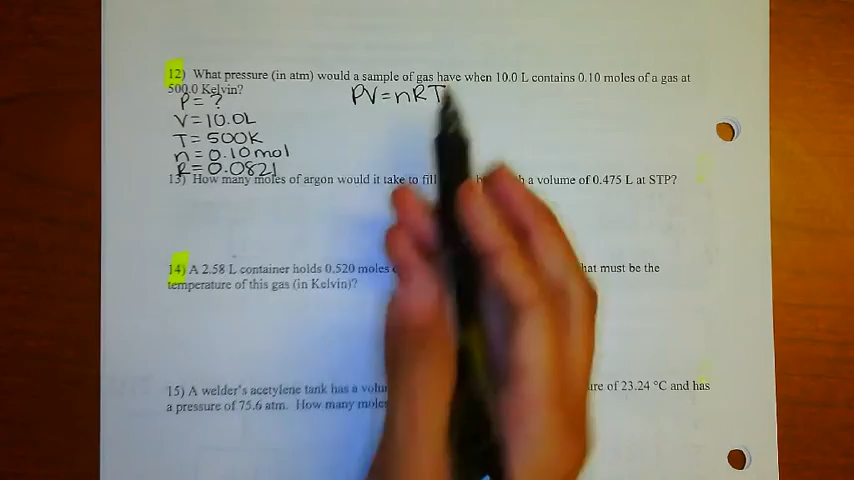 12) What pressure (in atm) would a sample of gas have when 10.0 L contains 0.10 moles of a gas at
500.0 Kelvin?
P = ?
PV = nRT
V = 10.0L
T = 500K
n = 0.10 mol
R = 0.0821
13) How many moles of argon would it take to fill a volume of 0.475 L at STP?
14) A 2.58 L container holds 0.520 moles hat must be the
temperature of this gas (in Kelvin)?
15) A welder's acetylene tank has a volu ure of 23.24 °C and has
a pressure of 75.6 atm. How many moles